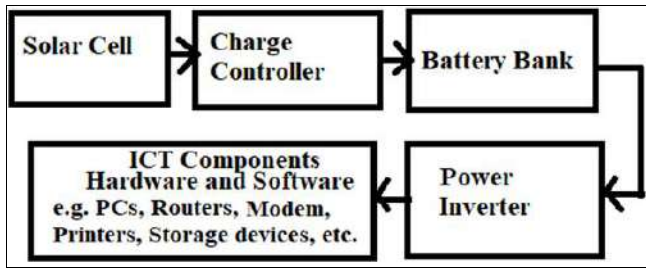 Solar Cell
Charge
Controller
Battery Bank
ICT Components
Hardware and Software
e.g. PCs, Routers, Modem,
Printers, Storage devices, etc.
Power
Inverter